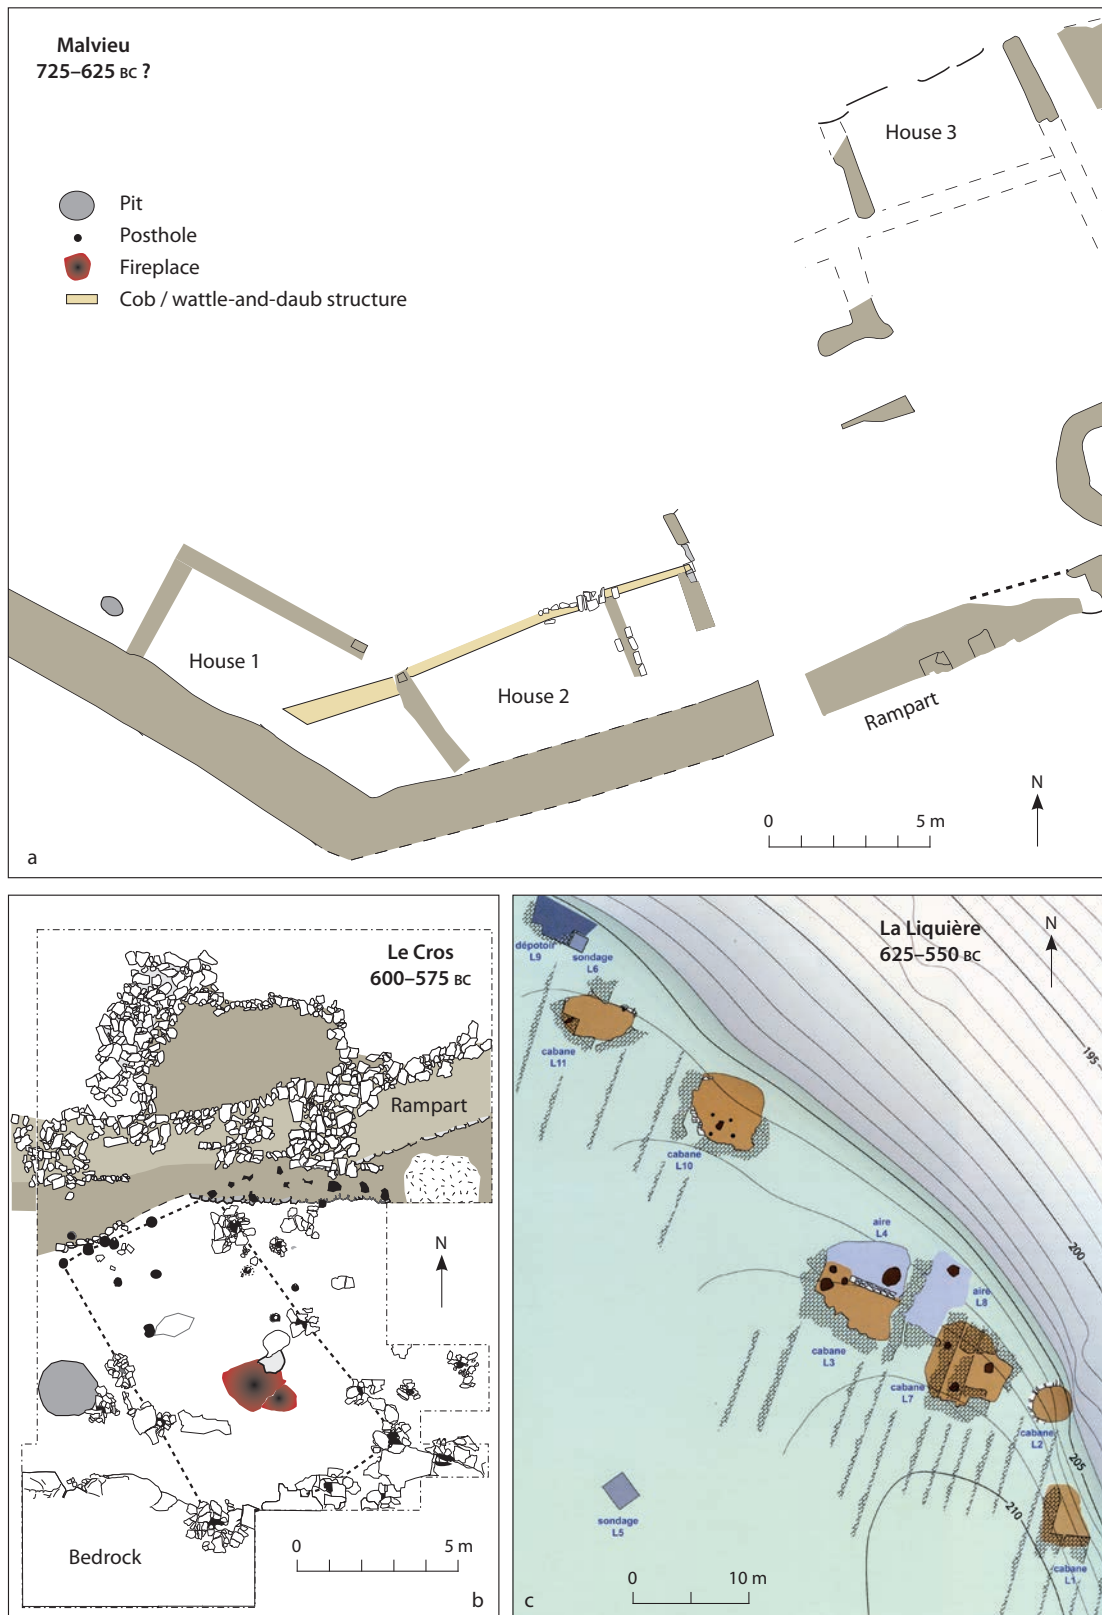 Malvieu
725–625 BC ?
Pit
Posthole
Fireplace
Cob / wattle-and-daub structure
House 3
House 1
House 2
Rampart
N
0 5 m
a
Le Cros
600–575 BC
Rampart
N
Bedrock
0 5 m
b
La Liquière
625–550 BC
N
dépotoir
L9
sondage
L6
cabane
L11
cabane
L10
aire
L4
aire
L8
cabane
L3
cabane
L7
cabane
L2
cabane
L1
sondage
L5
195
200
205
210
0 10 m
c